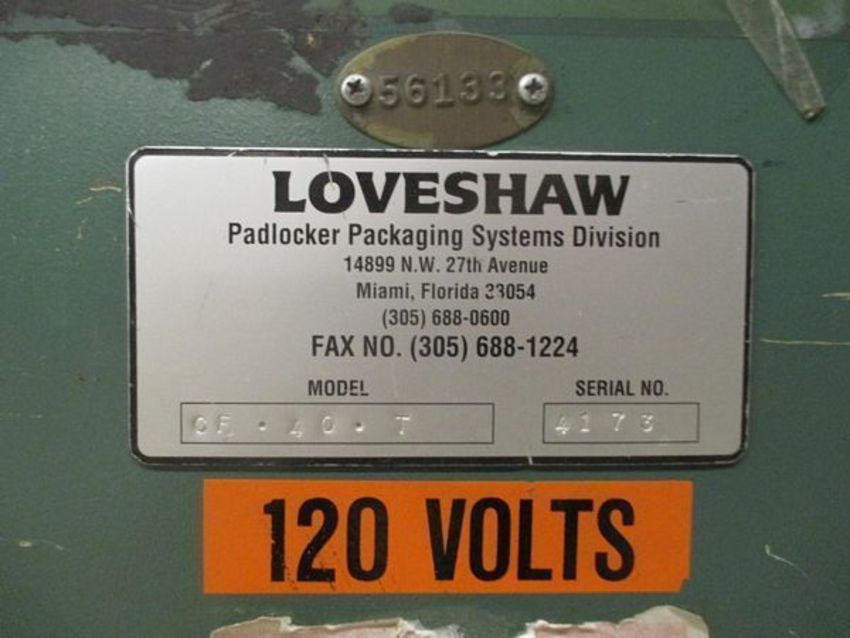 56133
LOVESHAW
Padlocker Packaging Systems Division
14899 N.W. 27th Avenue
Miami, Florida 33054
(305) 688-0600
FAX NO. (305) 688-1224
MODEL SERIAL NO.
CF • 40 • T 4173
120 VOLTS